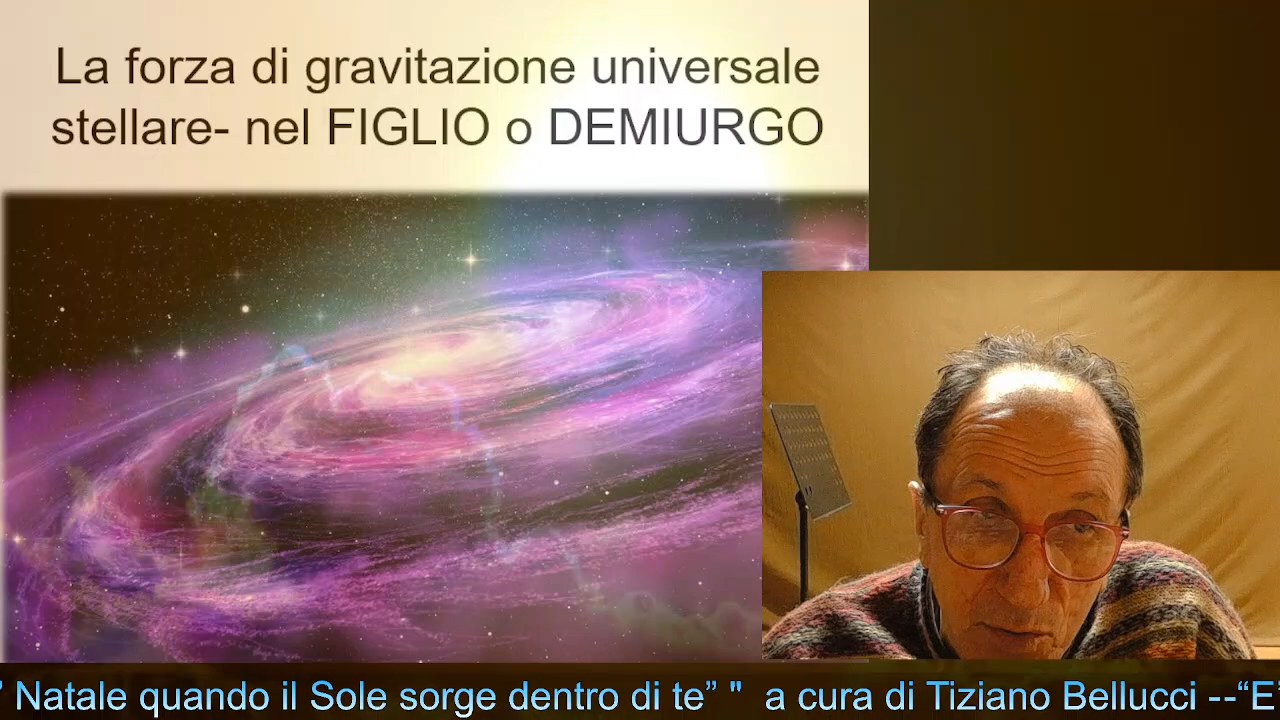 La forza di gravitazione universale
stellare- nel FIGLIO o DEMIURGO
” Natale quando il Sole sorge dentro di te” " a cura di Tiziano Bellucci --“Ei